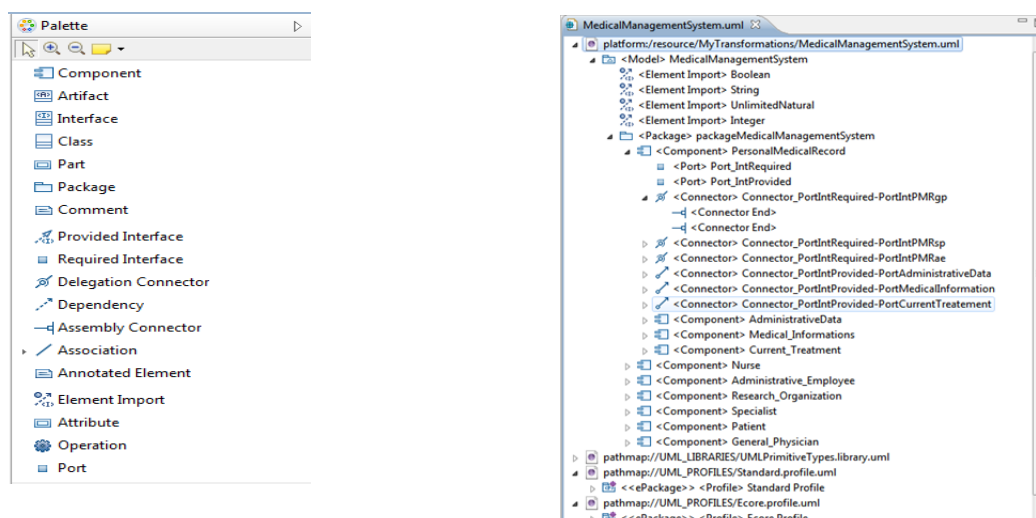 Palette
Component
Artifact
Interface
Class
Part
Package
Comment
Provided Interface
Required Interface
Delegation Connector
Dependency
Assembly Connector
Association
Annotated Element
Element Import
Attribute
Operation
Port
MedicalManagementSystem.uml
platform:/resource/MyTransformations/MedicalManagementSystem.uml
<Model> MedicalManagementSystem
<Element Import> Boolean
<Element Import> String
<Element Import> UnlimitedNatural
<Element Import> Integer
<Package> packageMedicalManagementSystem
<Component> PersonalMedicalRecord
<Port> Port_IntRequired
<Port> Port_IntProvided
<Connector> Connector_PortIntRequired-PortIntPMRgp
<Connector End>
<Connector End>
<Connector> Connector_PortIntRequired-PortIntPMRsp
<Connector> Connector_PortIntRequired-PortIntPMRae
<Connector> Connector_PortIntProvided-PortAdministrativeData
<Connector> Connector_PortIntProvided-PortMedicalInformation
<Connector> Connector_PortIntProvided-PortCurrentTreatement
<Component> AdministrativeData
<Component> Medical_Informations
<Component> Current_Treatment
<Component> Nurse
<Component> Administrative_Employee
<Component> Research_Organization
<Component> Specialist
<Component> Patient
<Component> General_Physician
pathmap://UML_LIBRARIES/UMLPrimitiveTypes.library.uml
pathmap://UML_PROFILES/Standard.profile.uml
<<ePackage>> <Profile> Standard Profile
pathmap://UML_PROFILES/Ecore.profile.uml
<<ePackage>> <Profile> Ecore Profile